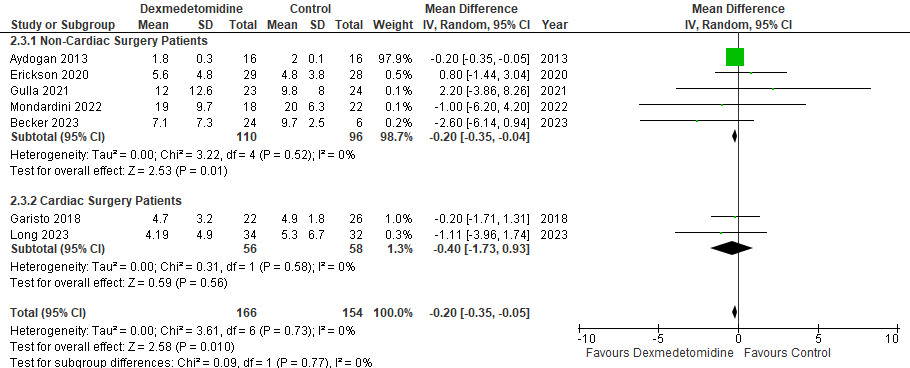 Dexmedetomidine Control Mean Difference Mean Difference
Study or Subgroup Mean SD Total Mean SD Total Weight IV, Random, 95% CI Year IV, Random, 95% CI
2.3.1 Non-Cardiac Surgery Patients
Aydogan 2013 1.8 0.3 16 2 0.1 16 97.9% -0.20 [-0.35, -0.05] 2013
Erickson 2020 5.6 4.8 29 4.8 3.8 28 0.5% 0.80 [-1.44, 3.04] 2020
Gulla 2021 12 12.6 23 9.8 8 24 0.1% 2.20 [-3.86, 8.26] 2021
Mondardini 2022 19 9.7 18 20 6.3 22 0.1% -1.00 [-6.20, 4.20] 2022
Becker 2023 7.1 7.3 24 9.7 2.5 6 0.2% -2.60 [-6.14, 0.94] 2023
Subtotal (95% CI) 110 96 98.7% -0.20 [-0.35, -0.04]
Heterogeneity: Tau² = 0.00; Chi² = 3.22, df = 4 (P = 0.52); I² = 0%
Test for overall effect: Z = 2.53 (P = 0.01)
2.3.2 Cardiac Surgery Patients
Garisto 2018 4.7 3.2 22 4.9 1.8 26 1.0% -0.20 [-1.71, 1.31] 2018
Long 2023 4.19 4.9 34 5.3 6.7 32 0.3% -1.11 [-3.96, 1.74] 2023
Subtotal (95% CI) 56 58 1.3% -0.40 [-1.73, 0.93]
Heterogeneity: Tau² = 0.00; Chi² = 0.31, df = 1 (P = 0.58); I² = 0%
Test for overall effect: Z = 0.59 (P = 0.56)
Total (95% CI) 166 154 100.0% -0.20 [-0.35, -0.05]
Heterogeneity: Tau² = 0.00; Chi² = 3.61, df = 6 (P = 0.73); I² = 0%
Test for overall effect: Z = 2.58 (P = 0.010)
Test for subgroup differences: Chi² = 0.09, df = 1 (P = 0.77), I² = 0%
-10 -5 0 5 10
Favours Dexmedetomidine Favours Control